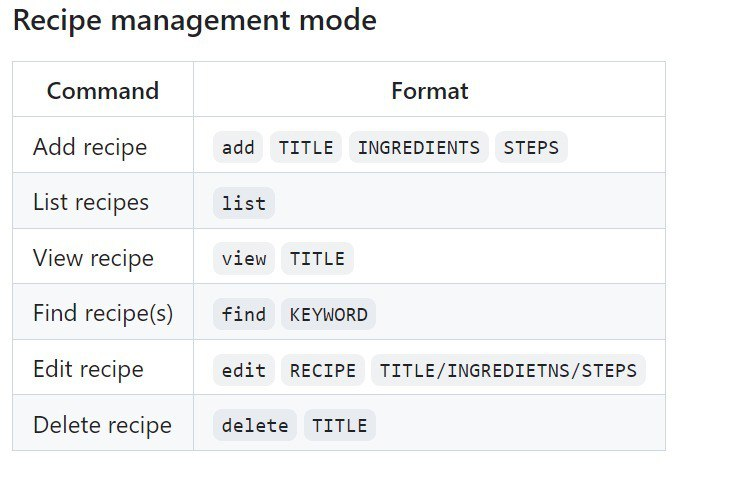 Recipe management mode
Command Format
Add recipe add TITLE INGREDIENTS STEPS
List recipes list
View recipe view TITLE
Find recipe(s) find KEYWORD
Edit recipe edit RECIPE TITLE/INGREDIETNS/STEPS
Delete recipe delete TITLE